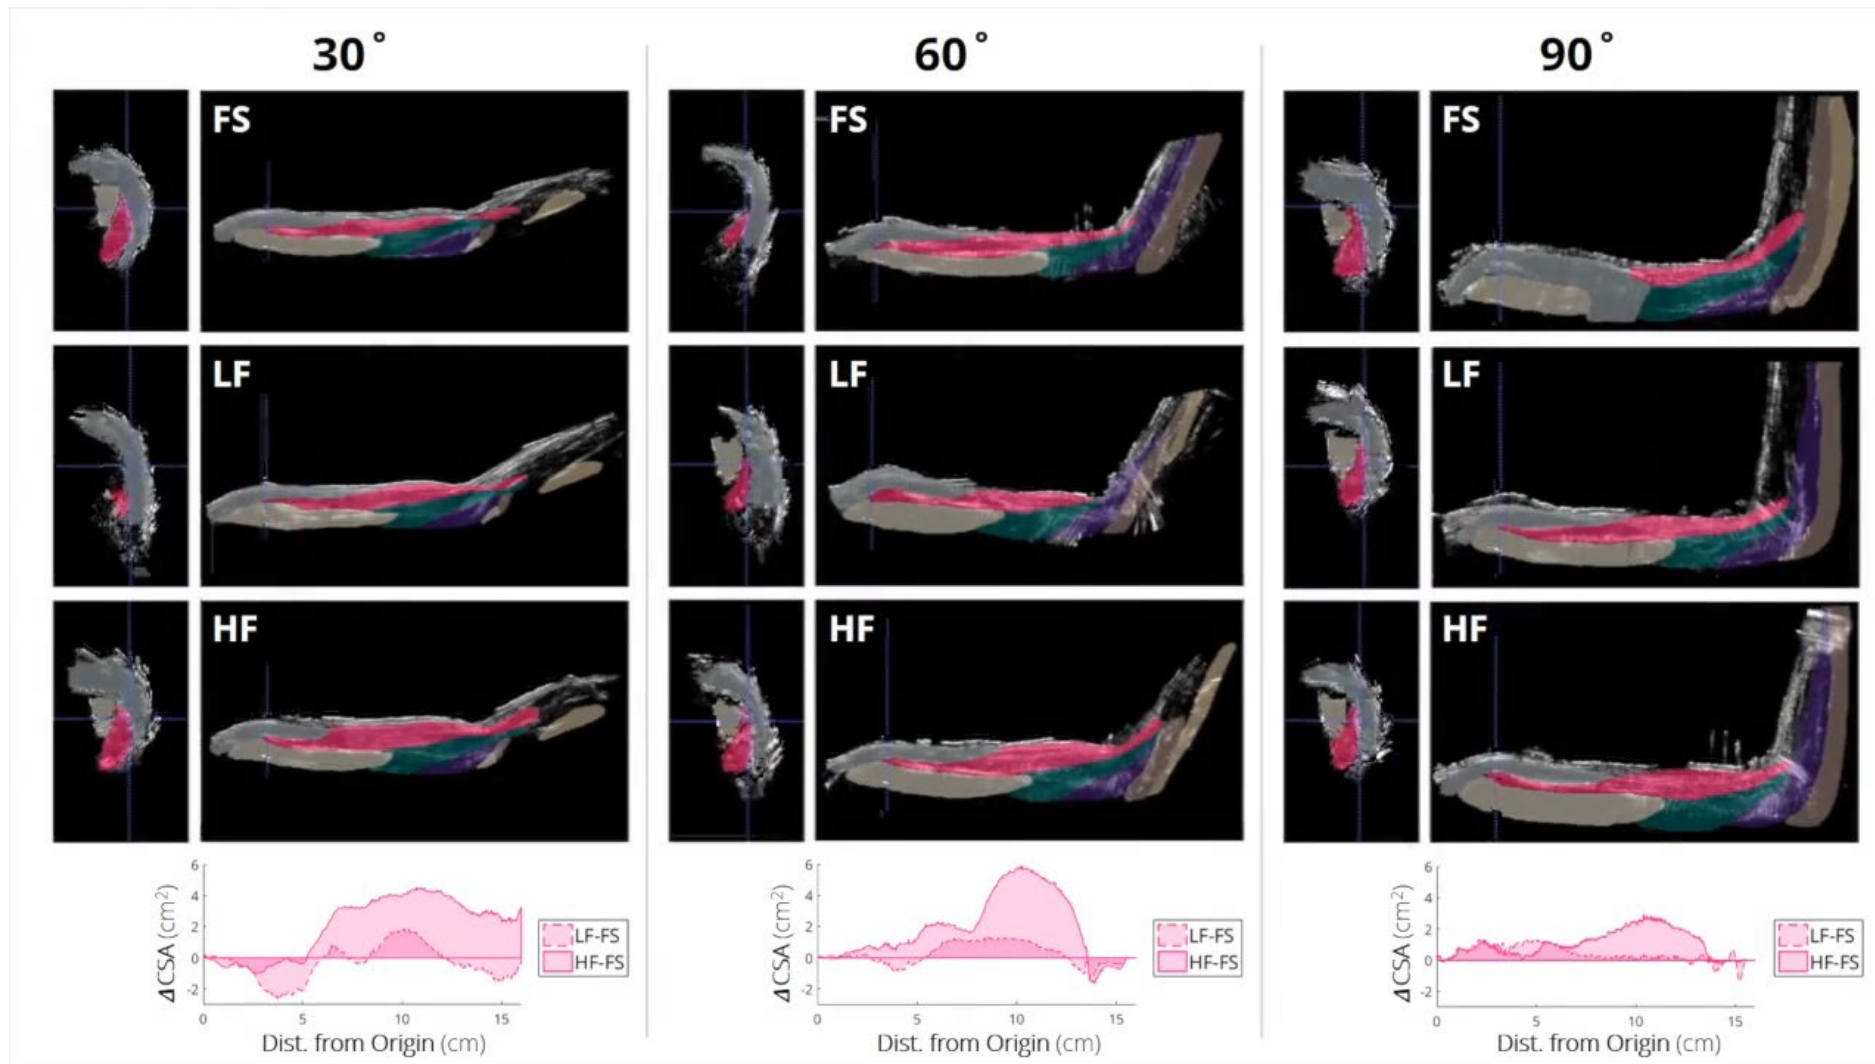 30°
60°
90°
FS
FS
FS
LF
LF
LF
HF
HF
HF
ΔCSA (cm²)
6
4
2
0
-2
0
5
10
15
Dist. from Origin (cm)
LF-FS
HF-FS
ΔCSA (cm²)
6
4
2
0
-2
0
5
10
15
Dist. from Origin (cm)
LF-FS
HF-FS
ΔCSA (cm²)
6
4
2
0
-2
0
5
10
15
Dist. from Origin (cm)
LF-FS
HF-FS